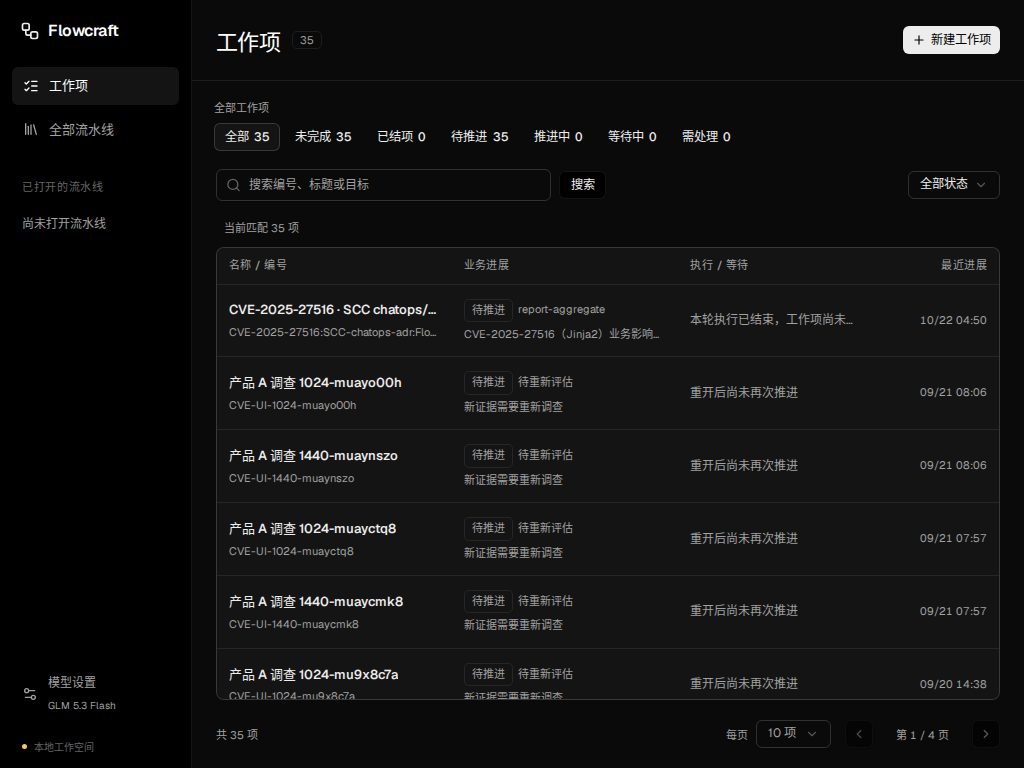 Flowcraft
工作项
全部流水线
已打开的流水线
尚未打开流水线
模型设置
GLM 5.3 Flash
本地工作空间
工作项 35
新建工作项
全部工作项
全部 35 未完成 35 已结项 0 待推进 35 推进中 0 等待中 0 需处理 0
搜索编号、标题或目标 搜索 全部状态
当前匹配 35 项
名称 / 编号 业务进展 执行 / 等待 最近进展
CVE-2025-27516 · SCC chatops/... 待推进 report-aggregate 本轮执行已结束，工作项尚未... 10/22 04:50
CVE-2025-27516:SCC-chatops-adr:Flo... CVE-2025-27516（Jinja2）业务影响...
产品 A 调查 1024-muayo00h 待推进 待重新评估 重开后尚未再次推进 09/21 08:06
CVE-UI-1024-muayo00h 新证据需要重新调查
产品 A 调查 1440-muaynszo 待推进 待重新评估 重开后尚未再次推进 09/21 08:06
CVE-UI-1440-muaynszo 新证据需要重新调查
产品 A 调查 1024-muayctq8 待推进 待重新评估 重开后尚未再次推进 09/21 07:57
CVE-UI-1024-muayctq8 新证据需要重新调查
产品 A 调查 1440-muaycmk8 待推进 待重新评估 重开后尚未再次推进 09/21 07:57
CVE-UI-1440-muaycmk8 新证据需要重新调查
产品 A 调查 1024-mu9x8c7a 待推进 待重新评估 重开后尚未再次推进 09/20 14:38
CVE-UI-1024-mu9x8c7a 新证据需要重新调查
共 35 项 每页 10 项 第 1 / 4 页